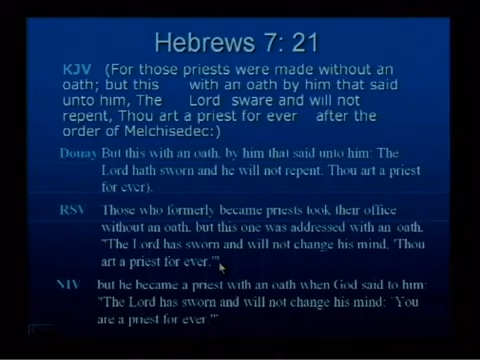 Hebrews 7: 21
KJV (For those priests were made without an
oath; but this with an oath by him that said
unto him, The Lord sware and will not
repent, Thou art a priest for ever after the
order of Melchisedec:)
Douay But this with an oath, by him that said unto him: The
Lord hath sworn and he will not repent: Thou art a priest
for ever).
RSV Those who formerly became priests took their office
without an oath, but this one was addressed with an oath,
"The Lord has sworn and will not change his mind, 'Thou
art a priest for ever.'"
NIV but he became a priest with an oath when God said to him:
"The Lord has sworn and will not change his mind: `You
are a priest for ever.'"